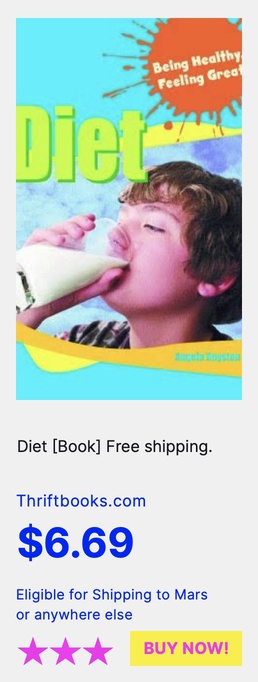 Being Healthy,
Feeling Great
Diet
Diet [Book] Free shipping.
Thriftbooks.com
$6.69
Eligible for Shipping to Mars
or anywhere else
BUY NOW!